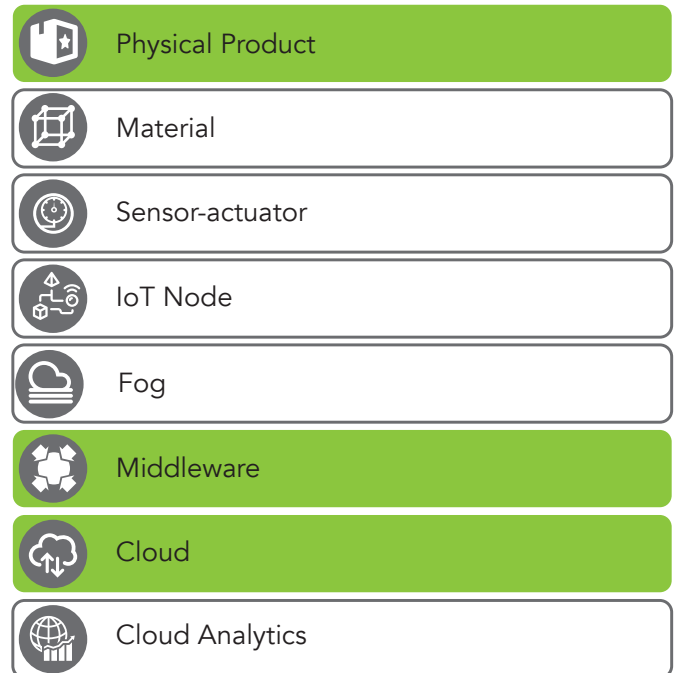 Physical Product
Material
Sensor-actuator
IoT Node
Fog
Middleware
Cloud
Cloud Analytics